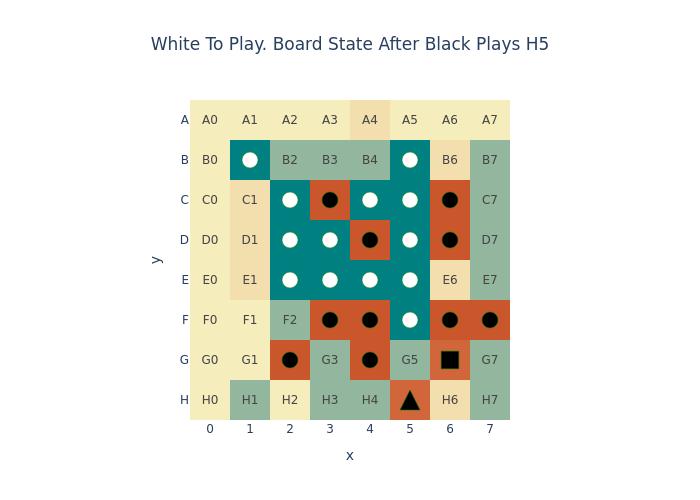 White To Play. Board State After Black Plays H5
A A0 A1 A2 A3 A4 A5 A6 A7
B B0 B2 B3 B4 B6 B7
C C0 C1 C7
D D0 D1 D7
y
E E0 E1 E6 E7
F F0 F1 F2
G G0 G1 G3 G5 G7
H H0 H1 H2 H3 H4 H6 H7
0 1 2 3 4 5 6 7
x